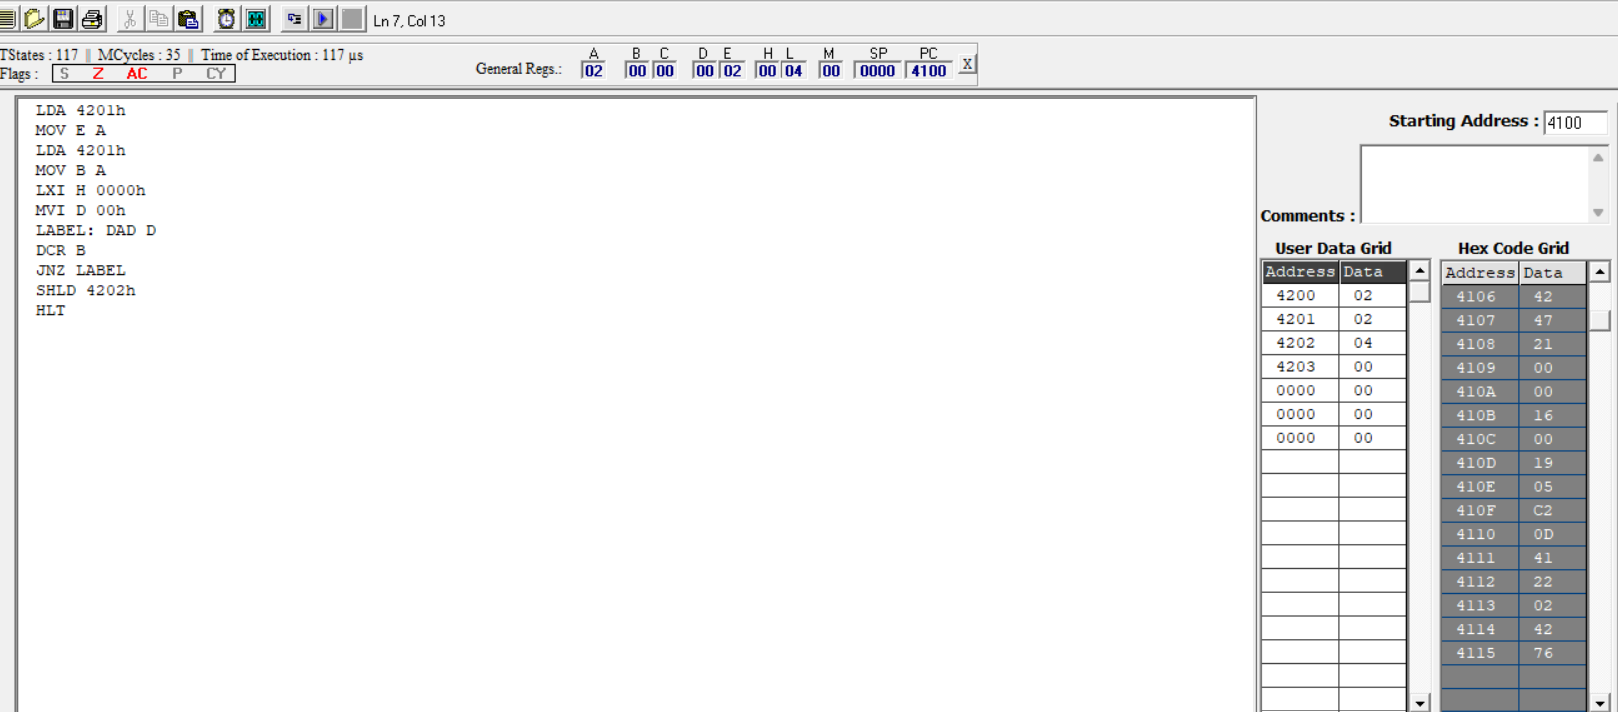 Ln 7, Col 13
TStates : 117 || MCycles : 35 || Time of Execution : 117 µs
Flags : S Z AC P CY
General Regs.: A B C D E H L M SP PC X
02 00 00 00 02 00 04 00 0000 4100
LDA 4201h
MOV E A
LDA 4201h
MOV B A
LXI H 0000h
MVI D 00h
LABEL: DAD D
DCR B
JNZ LABEL
SHLD 4202h
HLT
Starting Address : 4100
Comments :
User Data Grid
Address Data
4200 02
4201 02
4202 04
4203 00
0000 00
0000 00
0000 00
Hex Code Grid
Address Data
4106 42
4107 47
4108 21
4109 00
410A 00
410B 16
410C 00
410D 19
410E 05
410F C2
4110 0D
4111 41
4112 22
4113 02
4114 42
4115 76